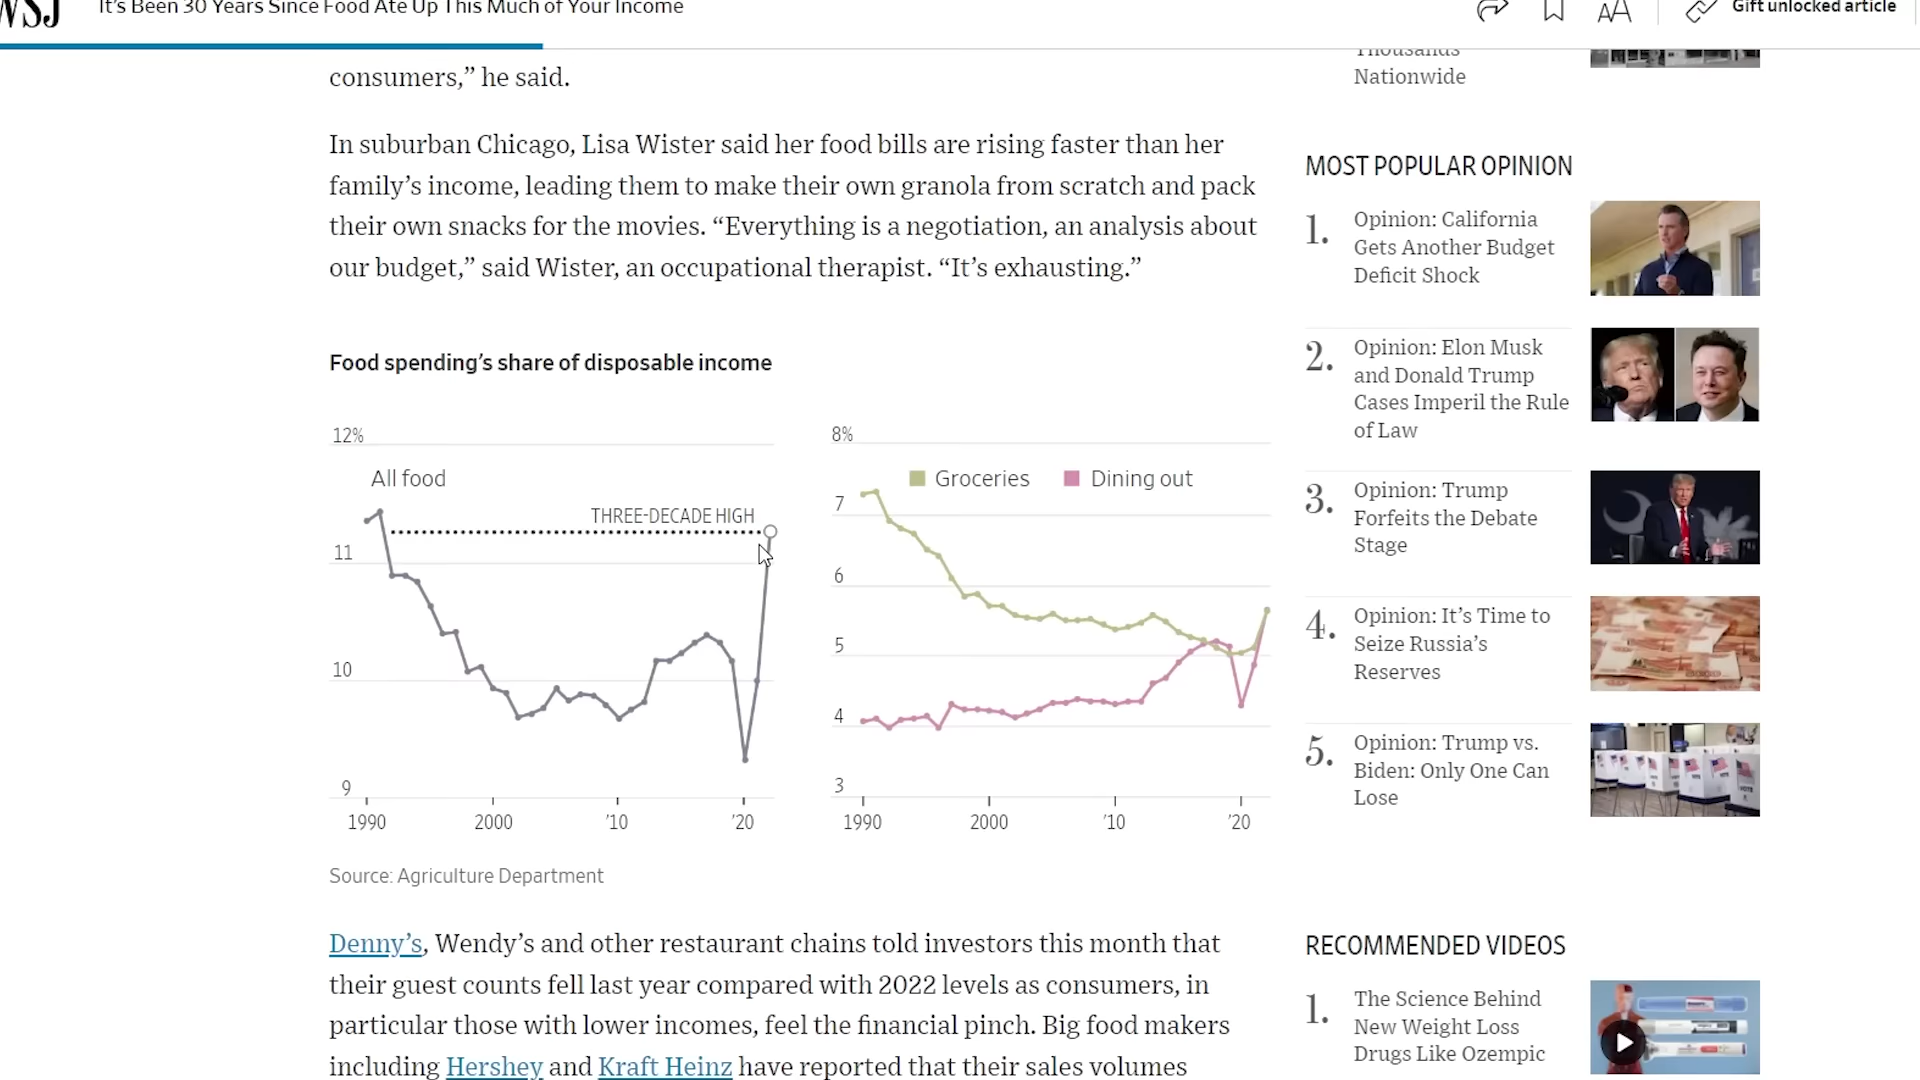 WSJ
It's Been 30 Years Since Food Ate Up This Much of Your Income
AA
Gift unlocked article
consumers,” he said.
In suburban Chicago, Lisa Wister said her food bills are rising faster than her
family’s income, leading them to make their own granola from scratch and pack
their own snacks for the movies. “Everything is a negotiation, an analysis about
our budget,” said Wister, an occupational therapist. “It’s exhausting.”
Food spending’s share of disposable income
12%
All food
THREE-DECADE HIGH
11
10
9
1990
2000
’10
’20
8%
Groceries
Dining out
7
6
5
4
3
1990
2000
’10
’20
Source: Agriculture Department
Denny’s, Wendy’s and other restaurant chains told investors this month that
their guest counts fell last year compared with 2022 levels as consumers, in
particular those with lower incomes, feel the financial pinch. Big food makers
including Hershey and Kraft Heinz have reported that their sales volumes
Thousands
Nationwide
MOST POPULAR OPINION
1.
Opinion: California
Gets Another Budget
Deficit Shock
2.
Opinion: Elon Musk
and Donald Trump
Cases Imperil the Rule
of Law
3.
Opinion: Trump
Forfeits the Debate
Stage
4.
Opinion: It’s Time to
Seize Russia’s
Reserves
5.
Opinion: Trump vs.
Biden: Only One Can
Lose
VOTE
VOTE
RECOMMENDED VIDEOS
1.
The Science Behind
New Weight Loss
Drugs Like Ozempic